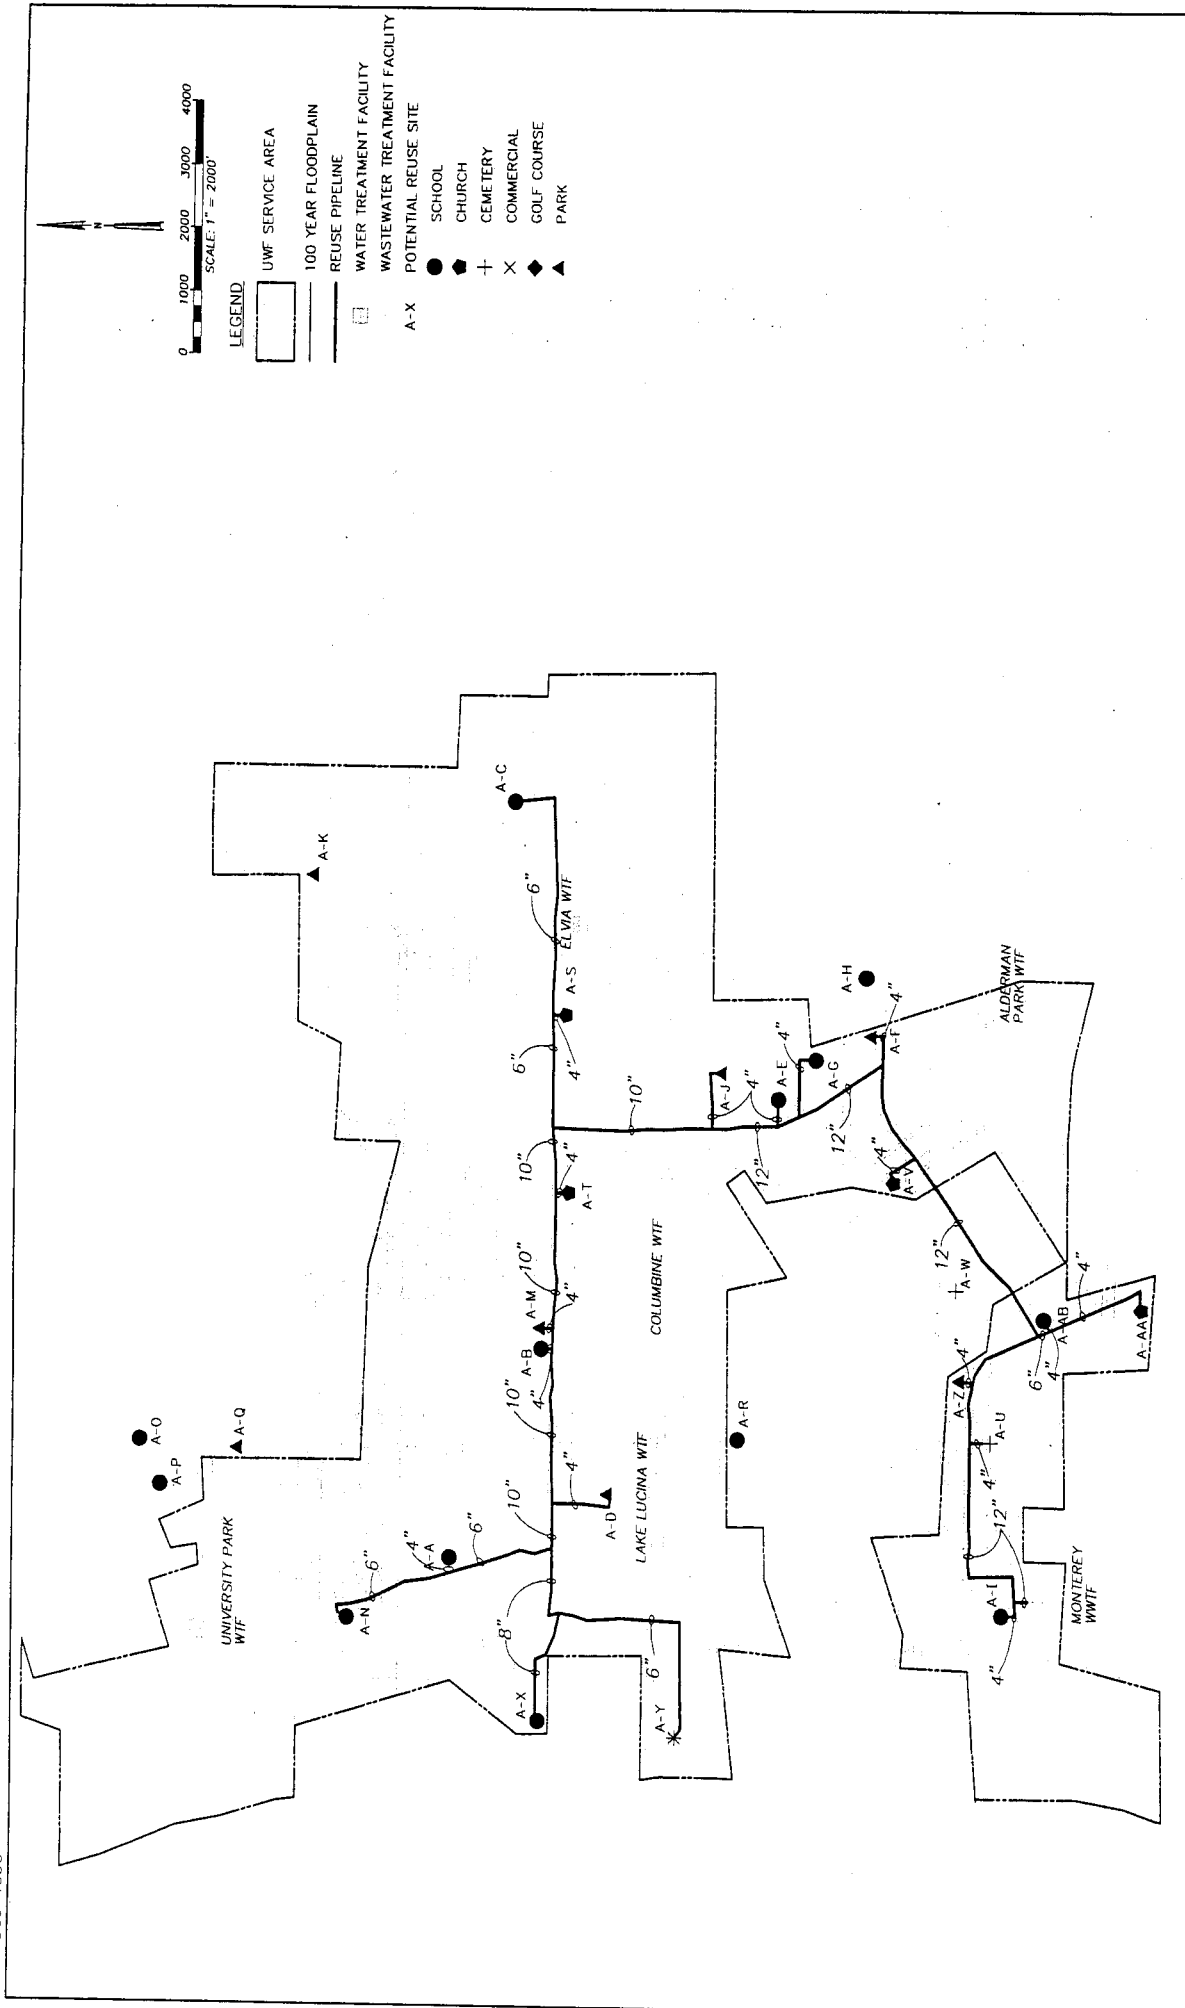 N
0 1000 2000 3000 4000
SCALE: 1" = 2000'
LEGEND
UWF SERVICE AREA
100 YEAR FLOODPLAIN
REUSE PIPELINE
WATER TREATMENT FACILITY
WASTEWATER TREATMENT FACILITY
A-X POTENTIAL REUSE SITE
SCHOOL
CHURCH
CEMETERY
COMMERCIAL
GOLF COURSE
PARK
A-O
A-P
A-Q
A-K
UNIVERSITY PARK
WTF
A-N
6"
4"
A-A
6"
A-C
6"
ELVIA WTF
A-S
6"
4"
10"
4"
A-T
10"
A-M
4"
A-B
4"
10"
10"
4"
A-D
8"
A-X
6"
A-Y
LAKE LUCINA WTF
COLUMBINE WTF
10"
A-J
4"
A-E
12"
4"
A-G
12"
A-H
4"
A-F
4"
A-V
ALDERMAN
PARK WTF
A-R
12"
A-W
4"
A-Z
4"
A-U
6"
4"
A-AB
4"
A-AA
12"
A-I
4"
MONTEREY
WWTF